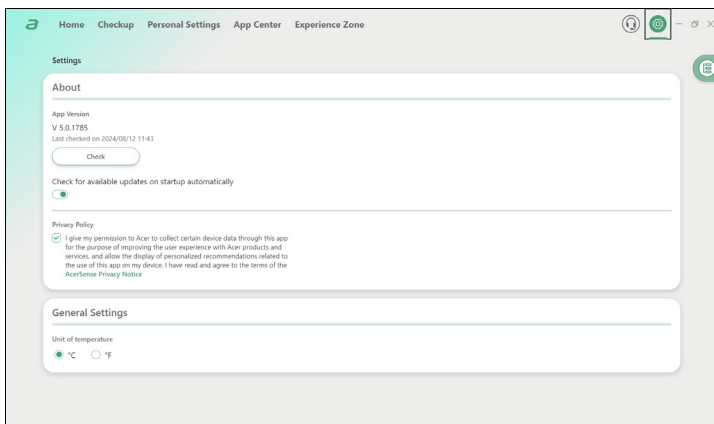 a Home Checkup Personal Settings App Center Experience Zone
Settings
About
App Version
V 5.0.1785
Last checked on 2024/08/12 11:43
Check
Check for available updates on startup automatically
Privacy Policy
I give my permission to Acer to collect certain device data through this app
for the purpose of improving the user experience with Acer products and
services, and allow the display of personalized recommendations related to
the use of this app on my device. I have read and agree to the terms of the
AcerSense Privacy Notice
General Settings
Unit of temperature
°C °F